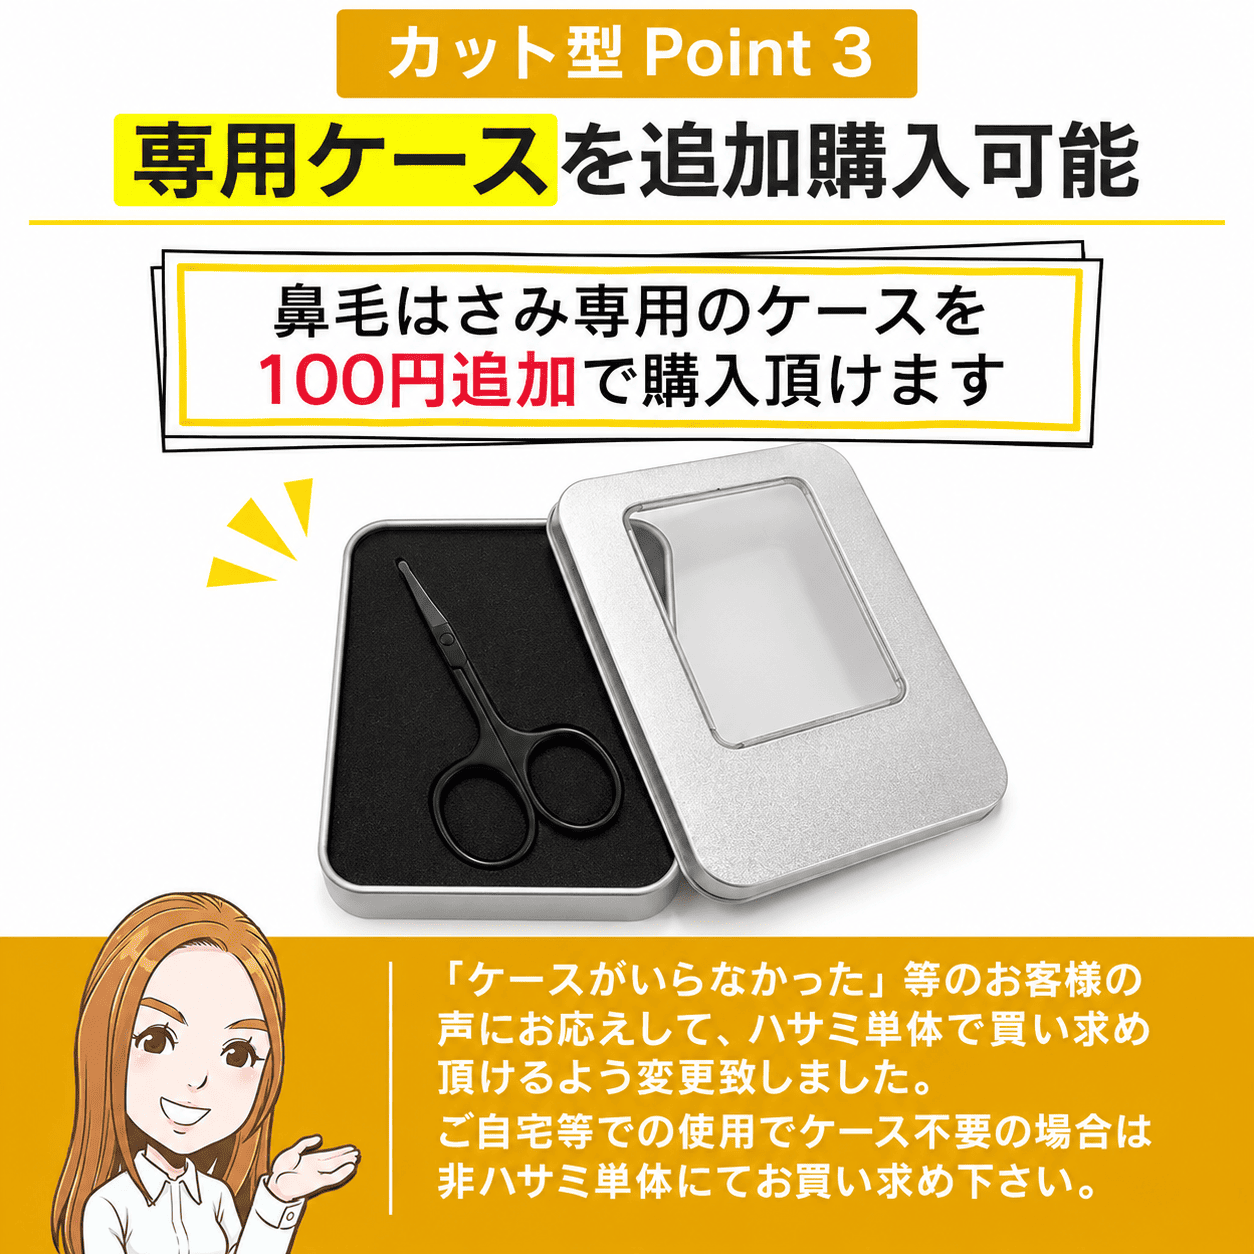 カット型 Point 3
専用ケースを追加購入可能
鼻毛はさみ専用のケースを
100円追加で購入頂けます
「ケースがいらなかった」等のお客様の
声にお応えして、ハサミ単体で買い求め
頂けるよう変更致しました。
ご自宅等での使用でケース不要の場合は
非ハサミ単体にてお買い求め下さい。